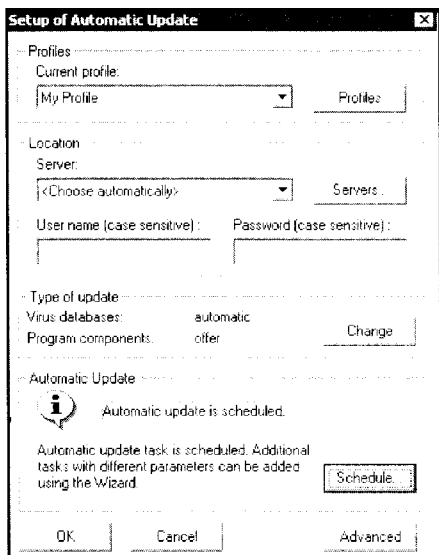 Setup of Automatic Update
Profiles
Current profile:
My Profile
Profiles
Location
Server:
<Choose automatically>
Servers...
User name (case sensitive) :
Password (case sensitive) :
Type of update
Virus databases:
automatic
Program components:
offer
Change
Automatic Update
Automatic update is scheduled.
Automatic update task is scheduled. Additional
tasks with different parameters can be added
using the Wizard.
Schedule...
OK
Cancel
Advanced